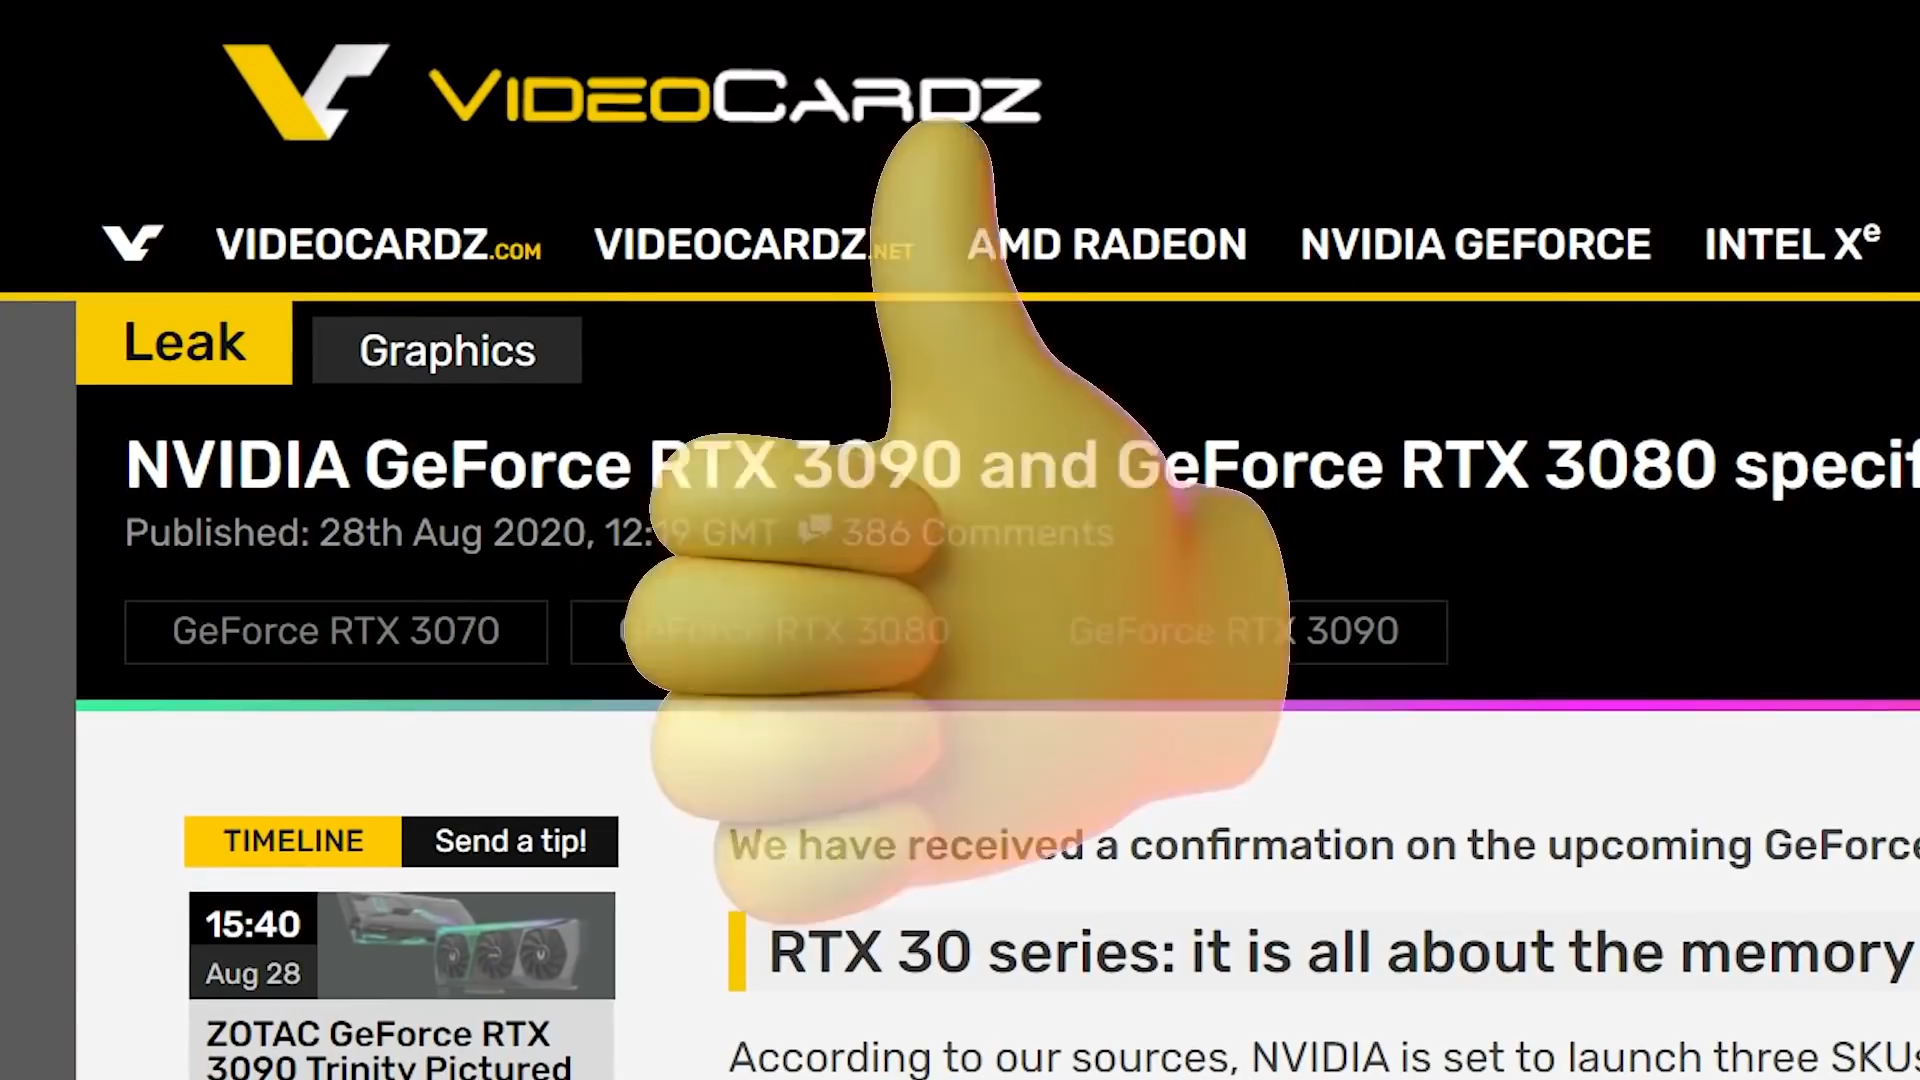 VIDEOCARDZ
VIDEOCARDZ.COM VIDEOCARDZ.NET AMD RADEON NVIDIA GEFORCE INTEL Xe
Leak Graphics
NVIDIA GeForce RTX 3090 and GeForce RTX 3080 specif
Published: 28th Aug 2020, 12:19 GMT 386 Comments
GeForce RTX 3070 GeForce RTX 3080 GeForce RTX 3090
TIMELINE Send a tip!
We have received a confirmation on the upcoming GeForce
15:40
Aug 28
RTX 30 series: it is all about the memory
ZOTAC GeForce RTX
3090 Trinity Pictured
According to our sources, NVIDIA is set to launch three SKUs